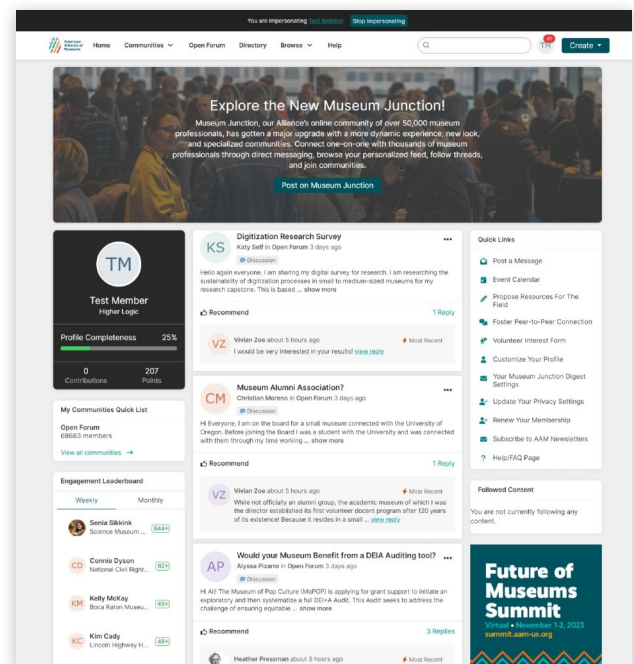 You are impersonating Test Member Stop Impersonating
American
Alliance of
Museums
Home Communities Open Forum Directory Browse Help
TM
Create
Explore the New Museum Junction!
Museum Junction, our Alliance's online community of over 50,000 museum
professionals, has gotten a major upgrade with a more dynamic experience, new look,
and specialized communities. Connect one-on-one with thousands of museum
professionals through direct messaging, browse your personalized feed, follow threads,
and join communities.
Post on Museum Junction
TM
Test Member
Higher Logic
Profile Completeness 25%
0 207
Contributions Points
My Communities Quick List
Open Forum
68683 members
View all communities →
Engagement Leaderboard
Weekly Monthly
Senia Sikkink
Science Museum ...
644+
CD
Connie Dyson
National Civil Right...
62+
KM
Kelly McKay
Boca Raton Museu...
KC
Kim Cady
Lincoln Highway H...
KS
Digitization Research Survey
Katy Self in Open Forum 3 days ago
Discussion
Hello again everyone, I am sharing my digital survey for research. I am researching the
sustainability of digitization processes in small to medium-sized museums for my
research capstone. This is based ... show more
Recommend 1 Reply
VZ
Vivian Zoe about 5 hours ago Most Recent
I would be very interested in your results! view reply
CM
Museum Alumni Association?
Christian Moreno in Open Forum 3 days ago
Discussion
Hi Everyone, I am on the board for a small museum connected with the University of
Oregon. Before joining the Board I was a student with the University and was connected
with them through my time working ... show more
Recommend 1 Reply
VZ
Vivian Zoe about 5 hours ago Most Recent
While not officially an alumni group, the academic museum of which I was
the director established its first volunteer docent program after 120 years
of its existence! Because it resides in a small ... view reply
AP
Would your Museum Benefit from a DEIA Auditing tool?
Alyssa Pizarro in Open Forum 3 days ago
Discussion
Hi All! The Museum of Pop Culture (MoPOP) is applying for grant support to initiate an
exploratory and then systematize a full DEI+A Audit. This Audit seeks to address the
challenge of ensuring equitable ... show more
Recommend 3 Replies
Heather Pressman about 8 hours ago Most Recent
Quick Links
Post a Message
Event Calendar
Propose Resources For The
Field
Foster Peer-to-Peer Connection
Volunteer Interest Form
Customize Your Profile
Your Museum Junction Digest
Settings
Update Your Privacy Settings
Renew Your Membership
Subscribe to AAM Newsletters
? Help/FAQ Page
Followed Content
You are not currently following any
content.
Future of
Museums
Summit
Virtual • November 1-2, 2023
summit.aam-us.org